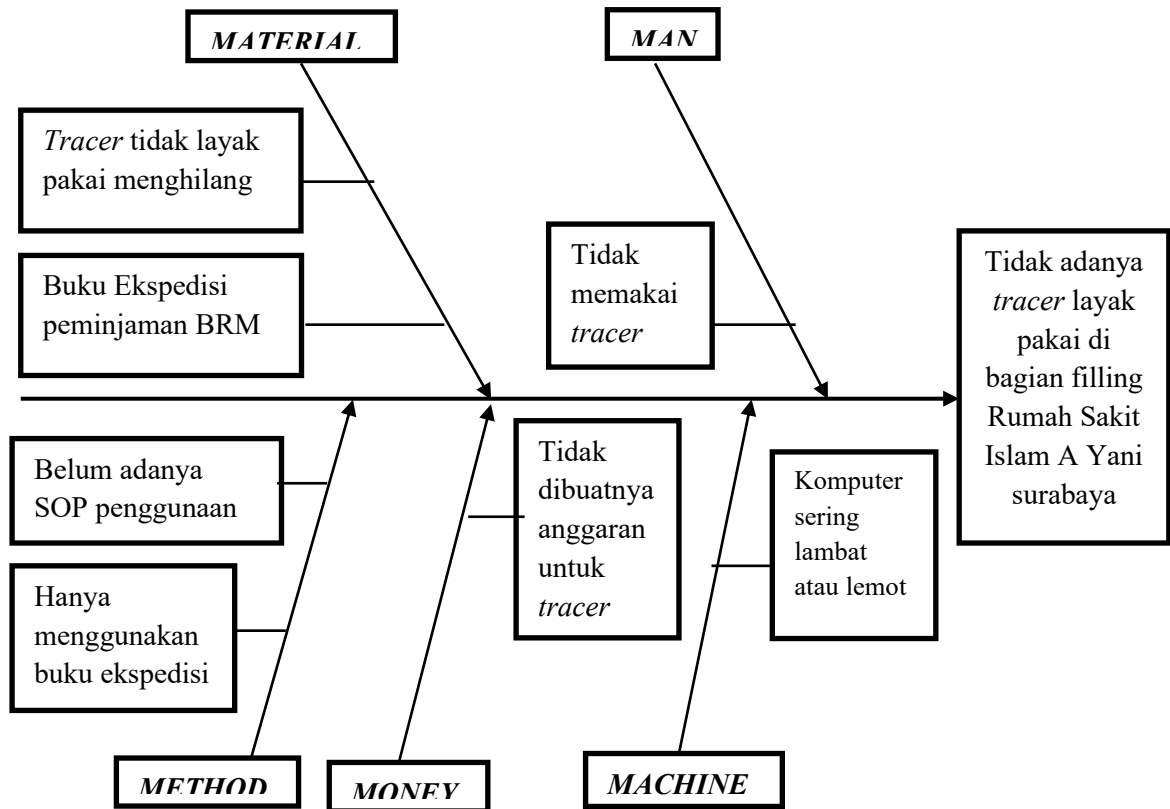 MATERIAL
MAN
Tracer tidak layak
pakai menghilang
Buku Ekspedisi
peminjaman BRM
Tidak
memakai
tracer
Tidak adanya
tracer layak
pakai di
bagian filling
Rumah Sakit
Islam A Yani
surabaya
Belum adanya
SOP penggunaan
Hanya
menggunakan
buku ekspedisi
Tidak
dibuatnya
anggaran
untuk
tracer
Komputer
sering
lambat
atau lemot
METHOD
MONEY
MACHINE